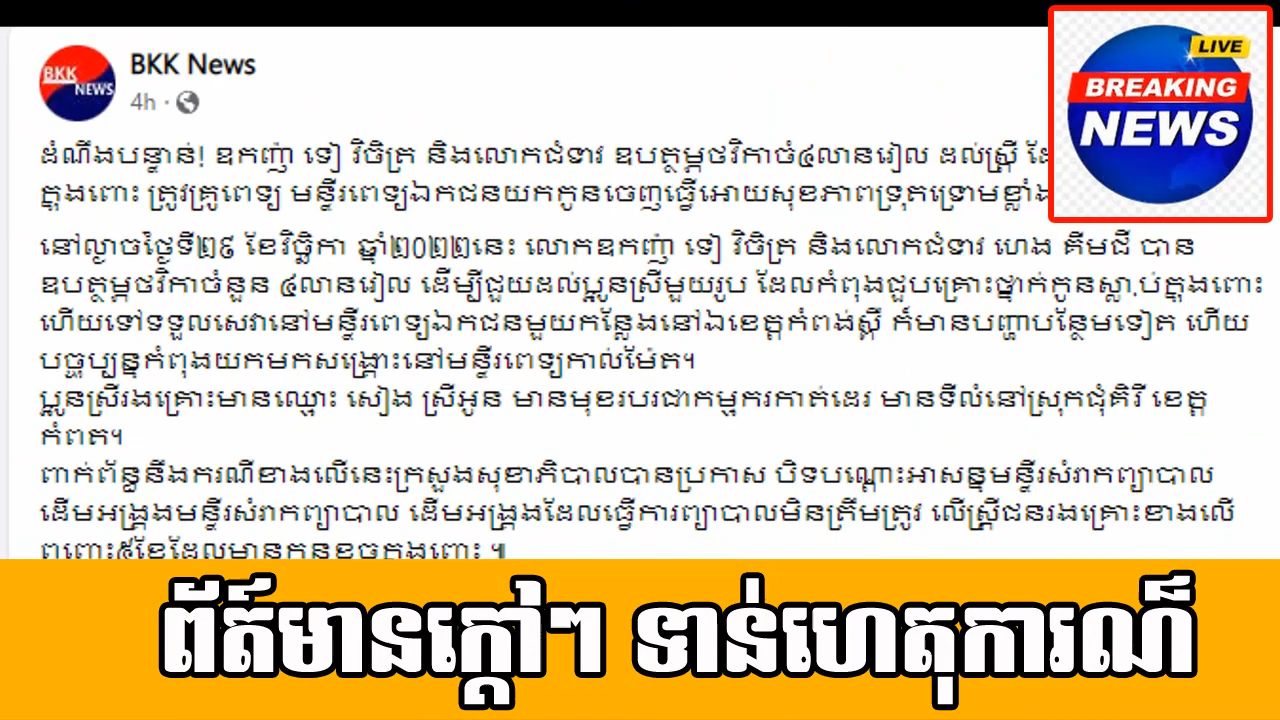 BKK News
BKK
NEWS
4h ·
LIVE
BREAKING
NEWS
ដំណឹងបន្ទាន់! ឧកញ៉ា ទៀ វិចិត្រ និងលោកជំទាវ ឧបត្ថម្ភថវិកាចំ៤លានរៀល ដល់ស្រ្តី
ក្នុងពោះ ត្រូវគ្រូពេទ្យ មន្ទីរពេទ្យឯកជនយកកូនចេញធ្វើអោយសុខភាពទ្រុតទ្រោមខ្លាំង
នៅល្ងាចថ្ងៃទី២៩ ខែវិច្ឆិកា ឆ្នាំ២០២២នេះ លោកឧកញ៉ា ទៀ វិចិត្រ និងលោកជំទាវ ហេង គីមជី បាន
ឧបត្ថម្ភថវិកាចំនួន ៤លានរៀល ដើម្បីជួយដល់ប្អូនស្រីមួយរូប ដែលកំពុងជួបគ្រោះថ្នាក់កូនស្លា.ប់ក្នុងពោះ
ហើយទៅទទួលសេវានៅមន្ទីរពេទ្យឯកជនមួយកន្លែងនៅឯខេត្តកំពង់ស្ពឺ ក៏មានបញ្ហាបន្ថែមទៀត ហើយ
បច្ចុប្បន្នកំពុងយកមកសង្គ្រោះនៅមន្ទីរពេទ្យកាល់ម៉ែត។
ប្អូនស្រីរងគ្រោះមានឈ្មោះ សៀង ស្រីអូន មានមុខរបរជាកម្មករកាត់ដេរ មានទីលំនៅស្រុកជុំគិរី ខេត្ត
កំពត។
ពាក់ព័ន្ធនឹងករណីខាងលើនេះក្រសួងសុខាភិបាលបានប្រកាស បិទបណ្តោះអាសន្នមន្ទីរសំរាកព្យាបាល
ដើមអង្គ្រងមន្ទីរសំរាកព្យាបាល ដើមអង្គ្រងដែលធ្វើការព្យាបាលមិនត្រឹមត្រូវ លើស្ត្រីជនរងគ្រោះខាងលើ
ពពោះ៥ខែដែលមានកូនខូចក្នុងពោះ ៕
ព័ត៍មានក្តៅៗ ទាន់ហេតុការណ៏